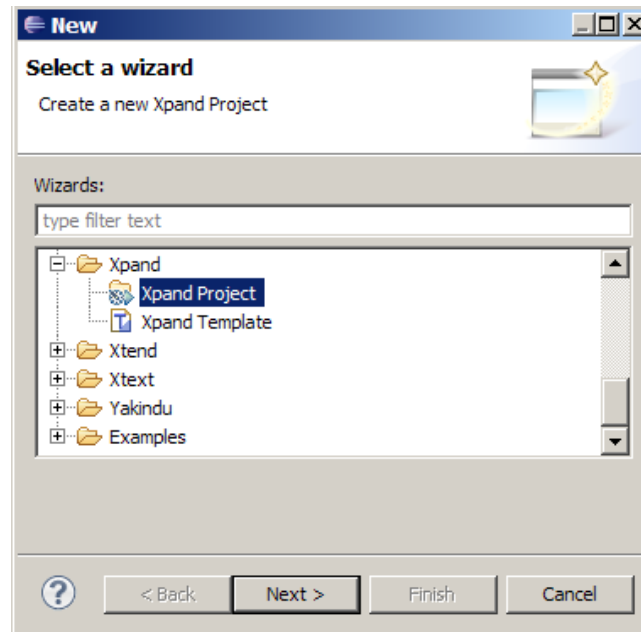 New
Select a wizard
Create a new Xpand Project
Wizards:
type filter text
Xpand
Xpand Project
Xpand Template
Xtend
Xtext
Yakindu
Examples
< Back
Next >
Finish
Cancel